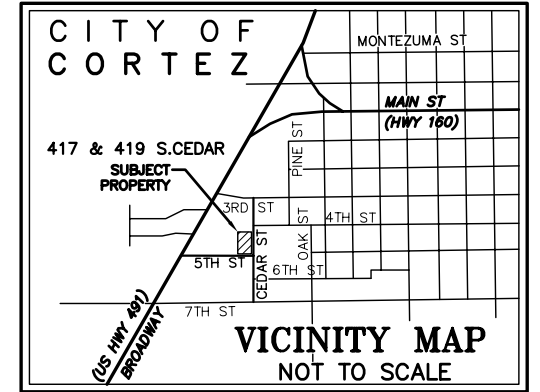 CITY OF
CORTEZ
MONTEZUMA ST
MAIN ST
(HWY 160)
417 & 419 S.CEDAR
SUBJECT
PROPERTY
PINE ST
3RD ST
4TH ST
OAK ST
CEDAR ST
5TH ST
6TH ST
7TH ST
(US HWY 491)
BROADWAY
VICINITY MAP
NOT TO SCALE